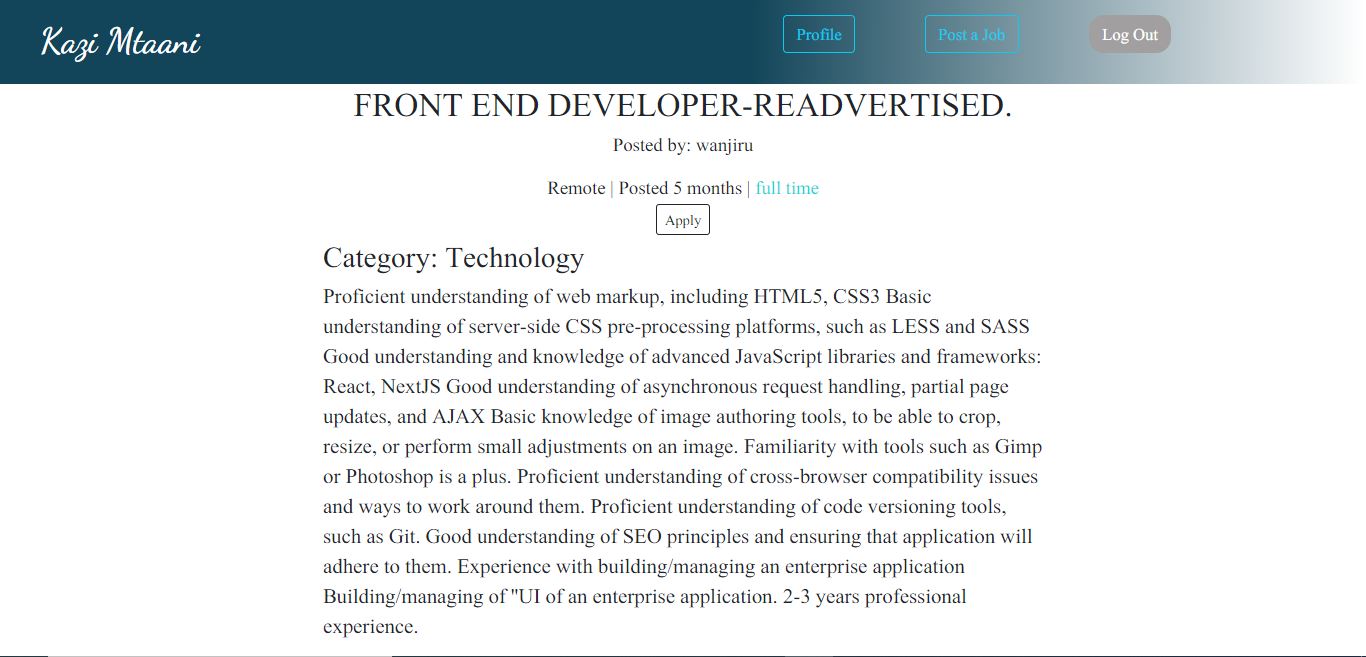 Kazi Mtaani
Profile
Post a Job
Log Out
FRONT END DEVELOPER-READVERTISED.
Posted by: wanjiru
Remote | Posted 5 months | full time
Apply
Category: Technology
Proficient understanding of web markup, including HTML5, CSS3 Basic
understanding of server-side CSS pre-processing platforms, such as LESS and SASS
Good understanding and knowledge of advanced JavaScript libraries and frameworks:
React, NextJS Good understanding of asynchronous request handling, partial page
updates, and AJAX Basic knowledge of image authoring tools, to be able to crop,
resize, or perform small adjustments on an image. Familiarity with tools such as Gimp
or Photoshop is a plus. Proficient understanding of cross-browser compatibility issues
and ways to work around them. Proficient understanding of code versioning tools,
such as Git. Good understanding of SEO principles and ensuring that application will
adhere to them. Experience with building/managing an enterprise application
Building/managing of "UI of an enterprise application. 2-3 years professional
experience.